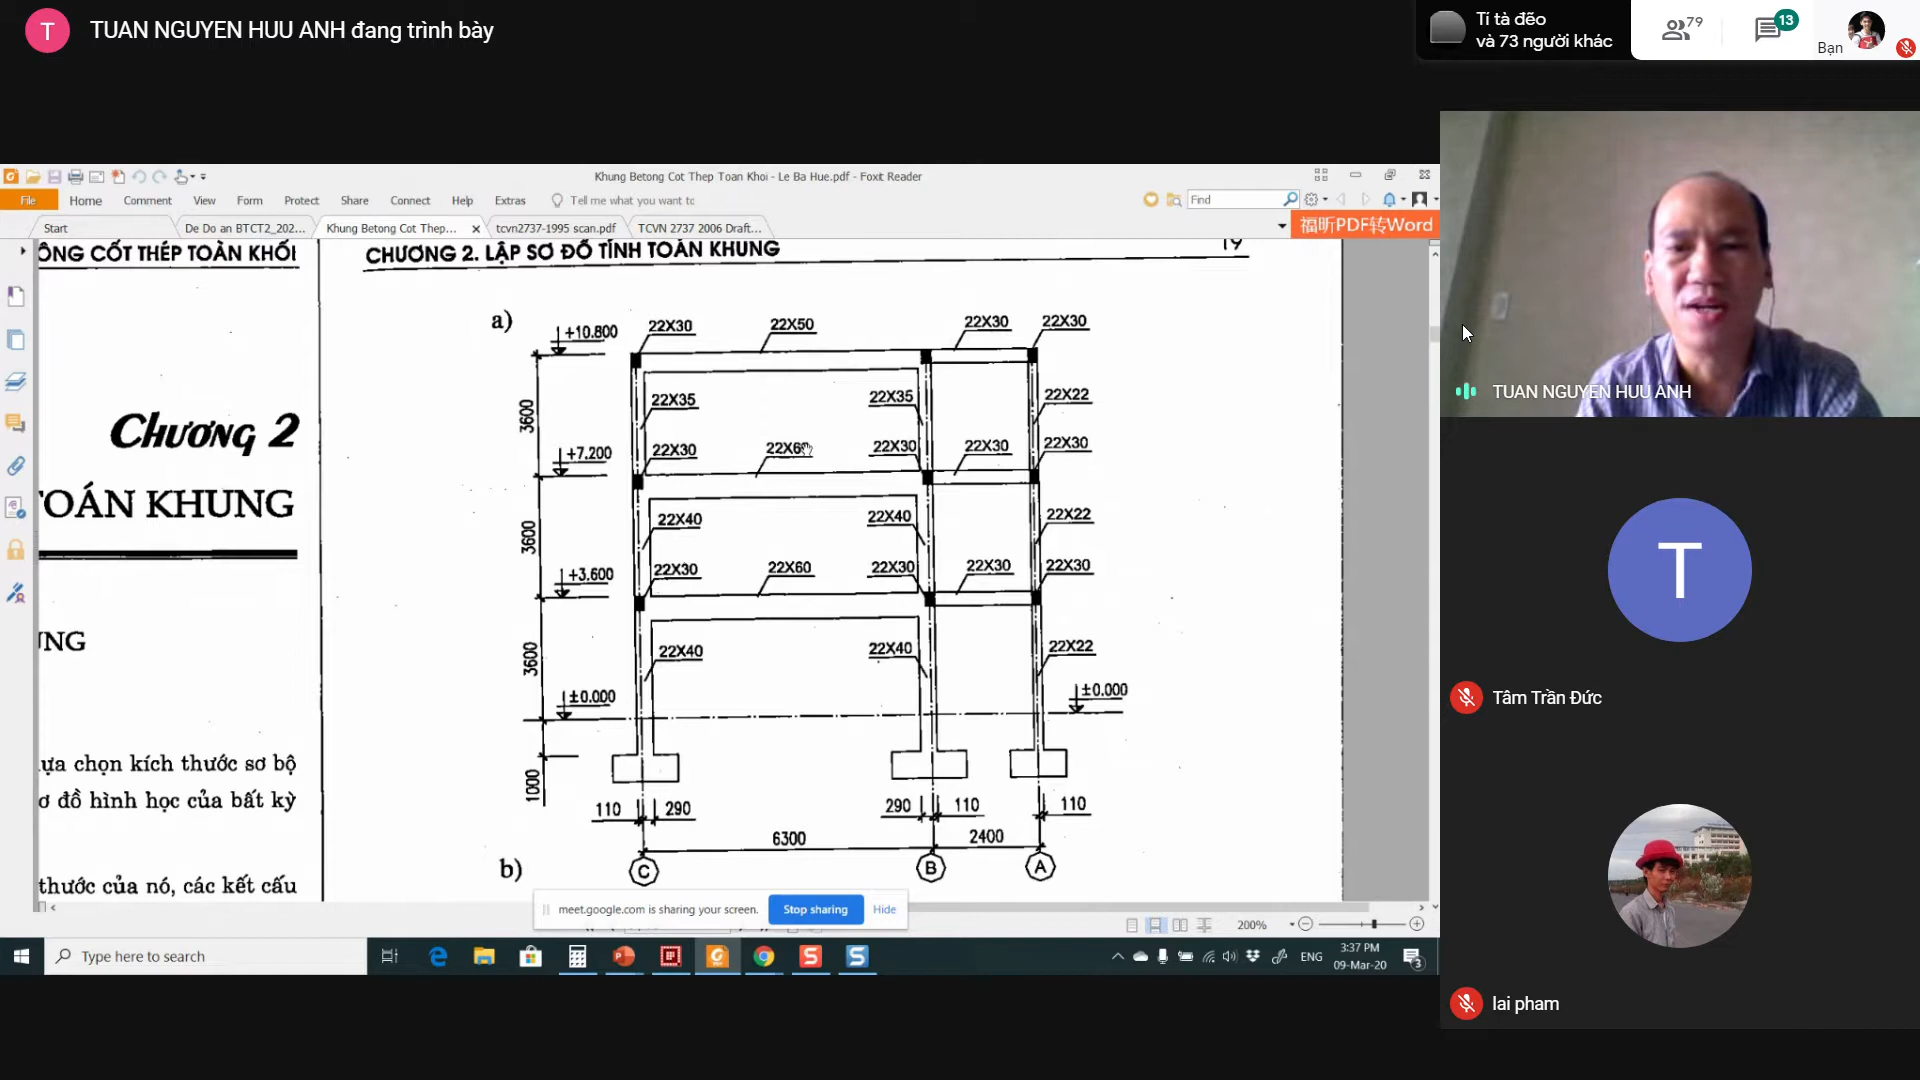 T
TUAN NGUYEN HUU ANH đang trình bày
Tí tà đẽo
và 73 người khác
79
13
Bạn
Khung Betong Cot Thep Toan Khoi - Le Ba Hue.pdf - Foxit Reader
File
Home
Comment
View
Form
Protect
Share
Connect
Help
Extras
Tell me what you want tc
Find
Start
De Do an BTCT2_202...
Khung Betong Cot Thep...
tcvn2737-1995 scan.pdf
TCVN 2737 2006 Draft...
福昕PDF转Word
ÔNG CỐT THÉP TOÀN KHỐI
CHƯƠNG 2. LẬP SƠ ĐỒ TÍNH TOÁN KHUNG
19
Chương 2
TOÁN KHUNG
NG
ựa chọn kích thước sơ bộ
ơ đồ hình học của bất kỳ
thước của nó, các kết cấu
a)
+10.800
22X30
22X50
22X30
22X30
3600
22X35
22X35
22X22
+7.200
22X30
22X30
22X30
22X30
3600
22X40
22X40
22X22
+3.600
22X30
22X60
22X30
22X30
22X30
3600
22X40
22X40
22X22
±0.000
±0.000
1000
110
290
290
110
110
6300
2400
b)
C
B
A
meet.google.com is sharing your screen.
Stop sharing
Hide
200%
Type here to search
ENG
3:37 PM
09-Mar-20
3
TUAN NGUYEN HUU ANH
T
Tâm Trần Đức
lai pham